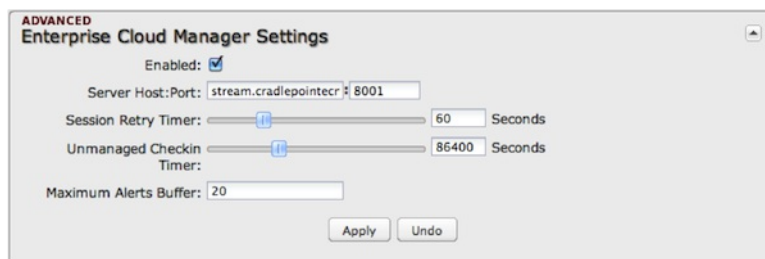 ADVANCED
Enterprise Cloud Manager Settings
Enabled:
Server Host:Port: stream.cradlepointecr : 8001
Session Retry Timer: 60 Seconds
Unmanaged Checkin Timer: 86400 Seconds
Maximum Alerts Buffer: 20
Apply Undo